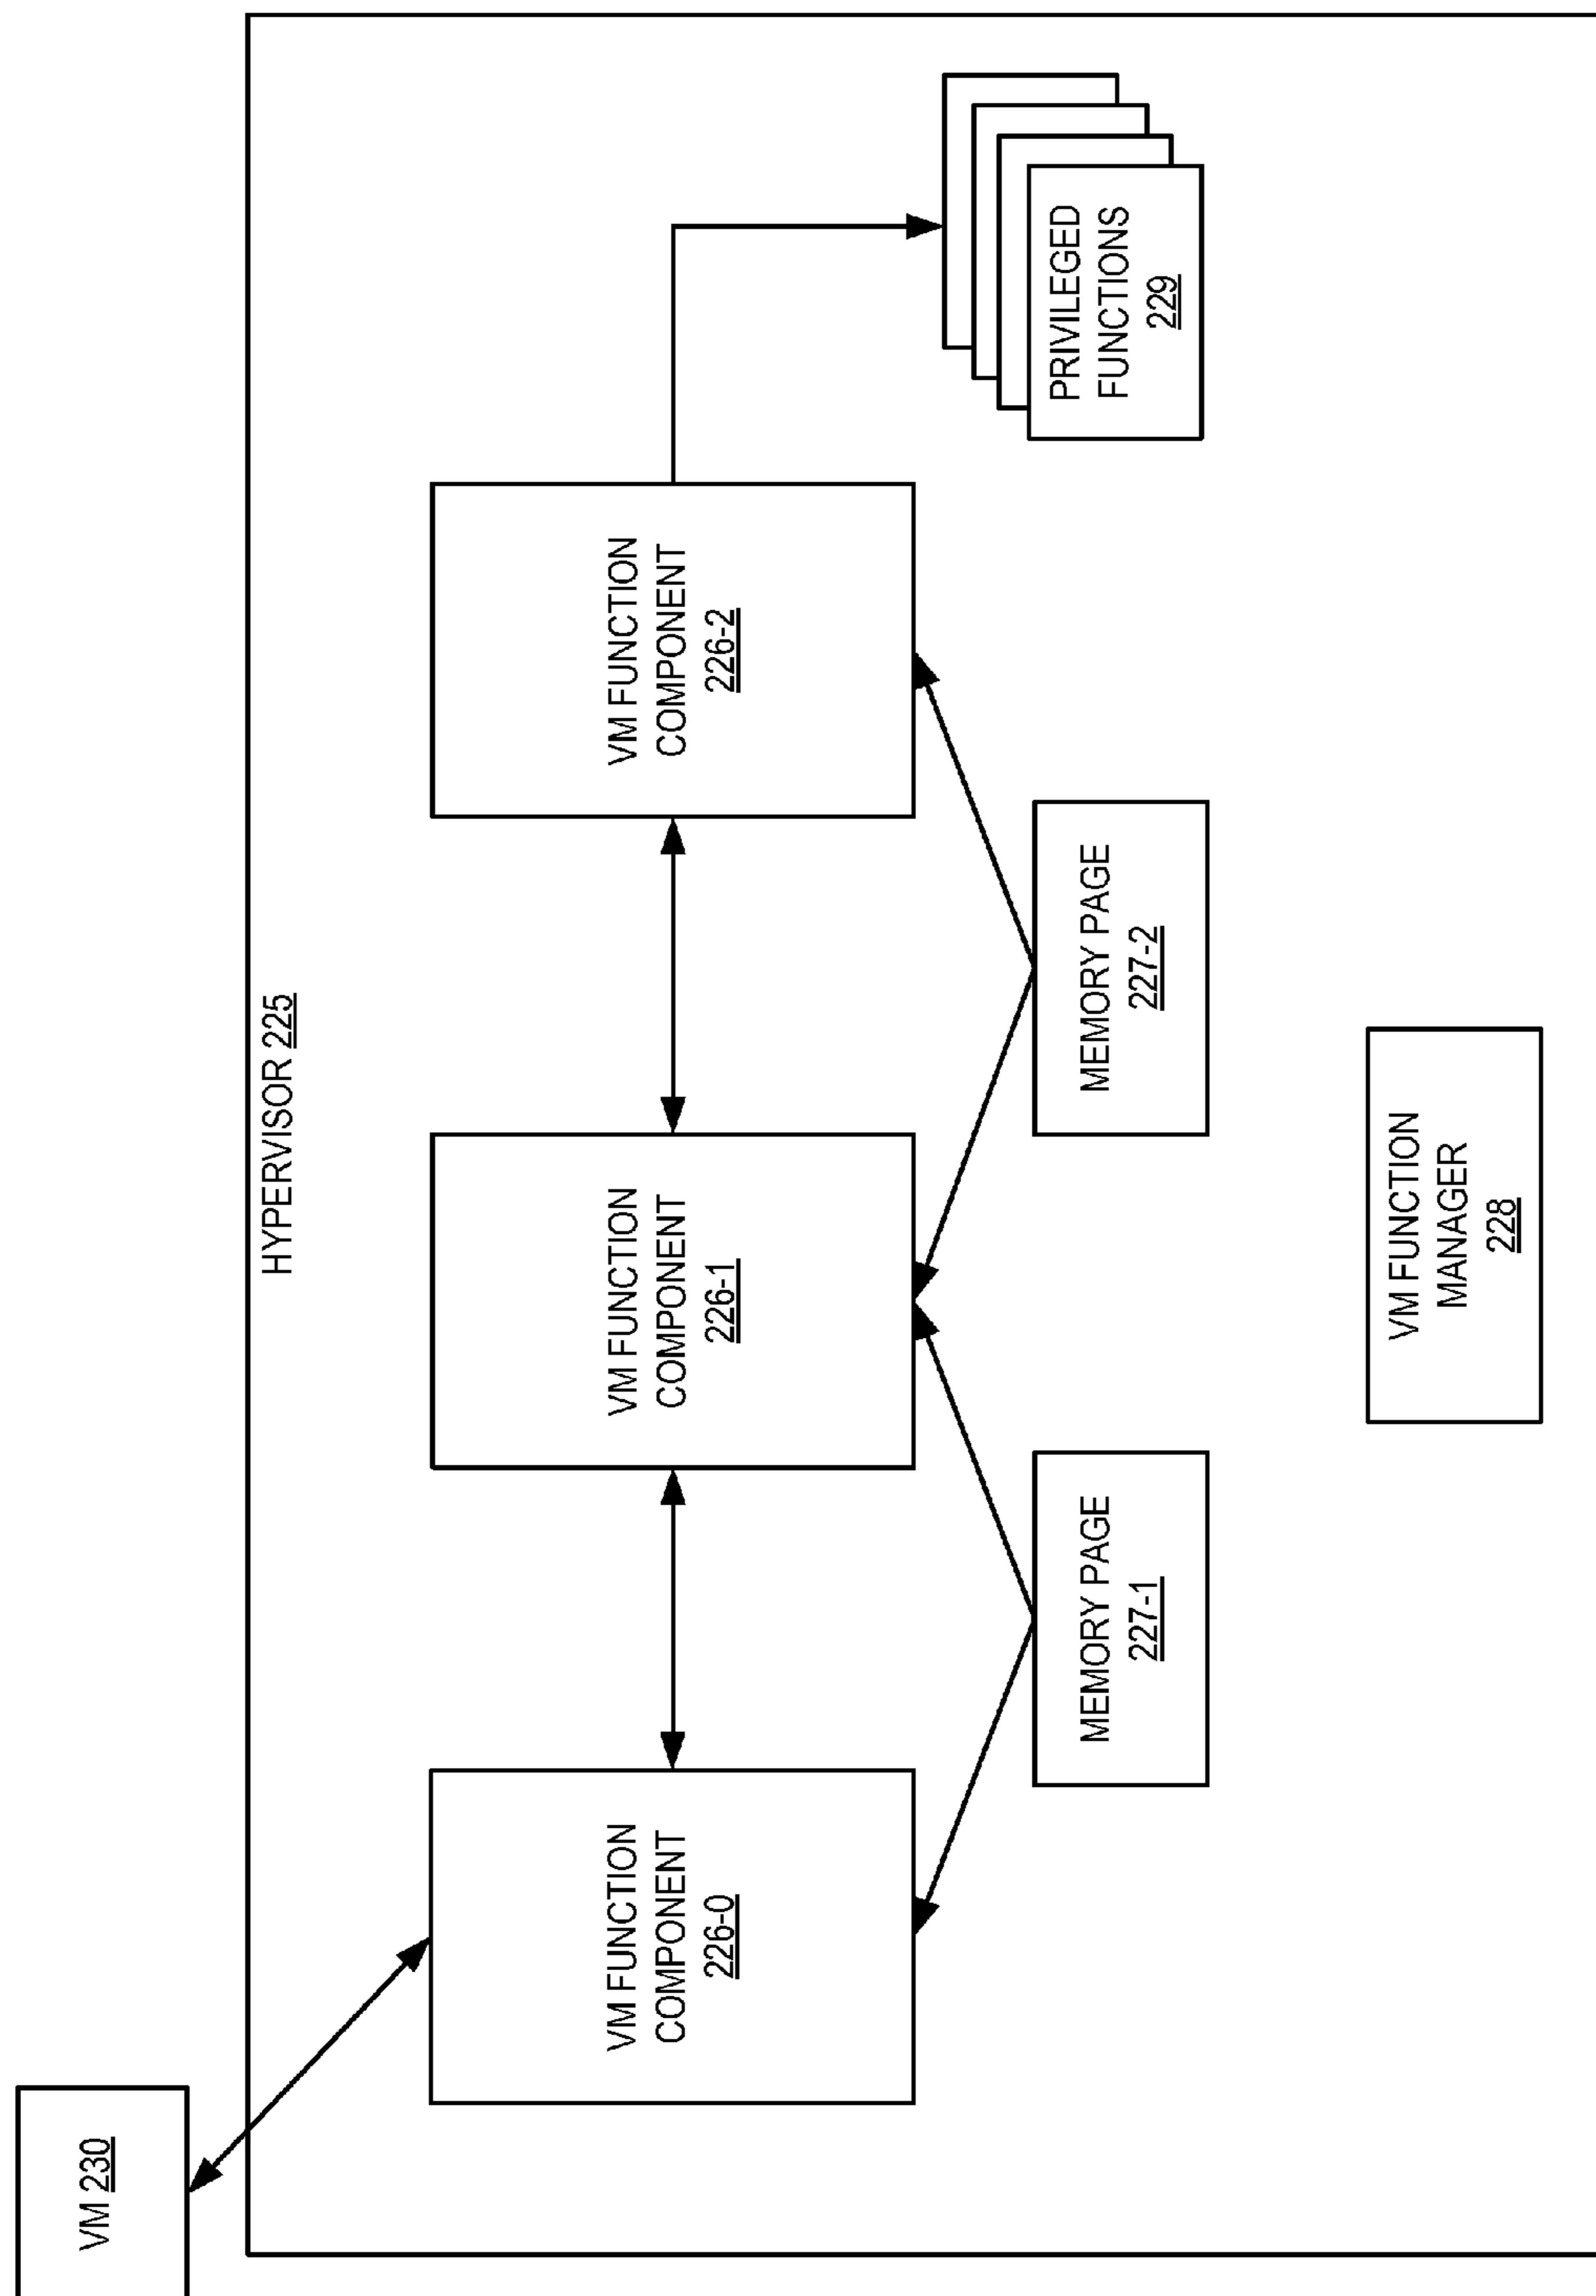 VM 230
HYPERVISOR 225
VM FUNCTION
COMPONENT
226-0
VM FUNCTION
COMPONENT
226-1
VM FUNCTION
COMPONENT
226-2
MEMORY PAGE
227-1
MEMORY PAGE
227-2
PRIVILEGED
FUNCTIONS
229
VM FUNCTION
MANAGER
228